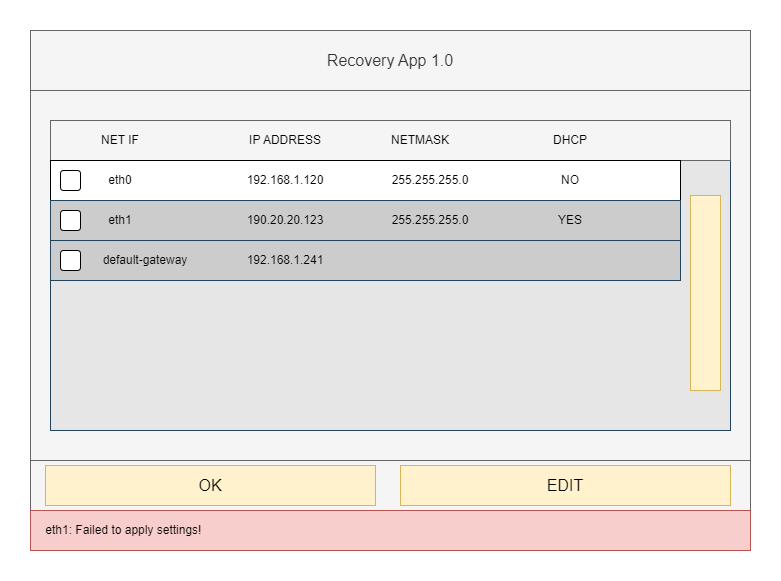 Recovery App 1.0
NET IF IP ADDRESS NETMASK DHCP
eth0 192.168.1.120 255.255.255.0 NO
eth1 190.20.20.123 255.255.255.0 YES
default-gateway 192.168.1.241
OK EDIT
eth1: Failed to apply settings!